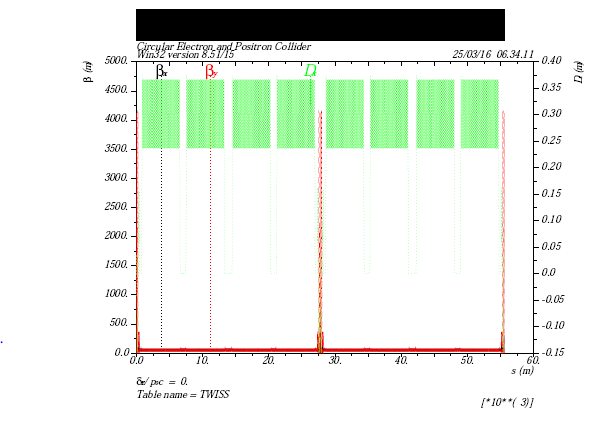 Circular Electron and Positron Collider
Win32 version 8.51/15 25/03/16 06.34.11
β (m) D (m)
βx βy D
5000. 0.40
4500. 0.35
4000. 0.30
3500. 0.25
3000. 0.20
2500. 0.15
2000. 0.10
1500. 0.05
1000. 0.0
500. -0.05
0.0 -0.10
-0.15
0.0 10. 20. 30. 40. 50. 60.
s (m)
δE/ p0c = 0.
Table name = TWISS
[*10**( 3)]